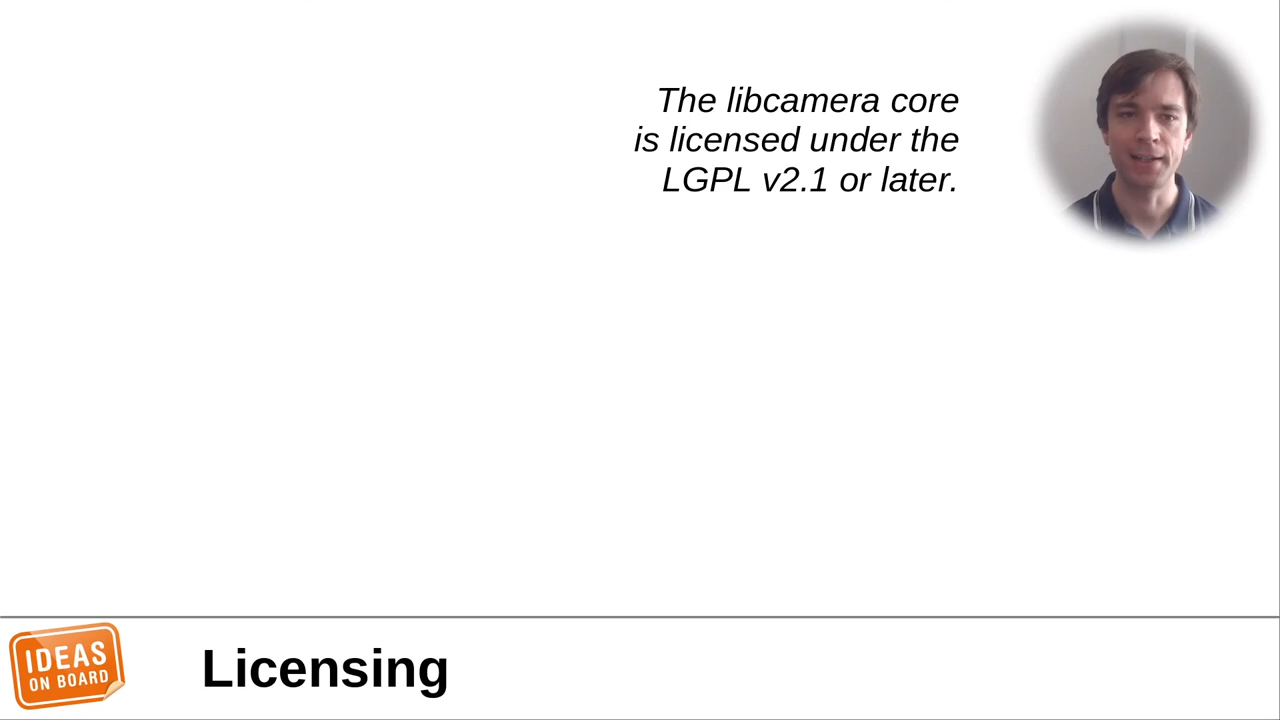 The libcamera core
is licensed under the
LGPL v2.1 or later.
IDEAS
ON BOARD
Licensing